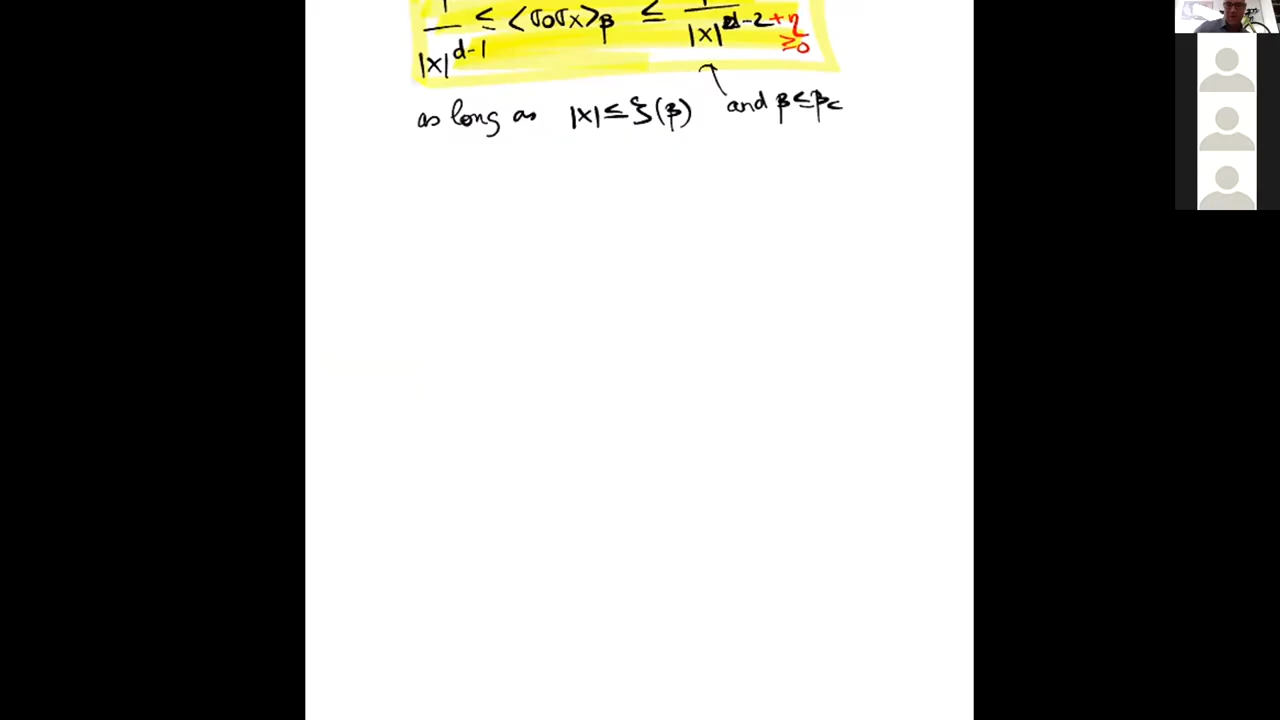 1/|x|^{d-1} ≤ <σ0σx>β ≤ 1/|x|^{d-2+η} ≥0
as long as |x| ≤ ξ(β) and β≤βc